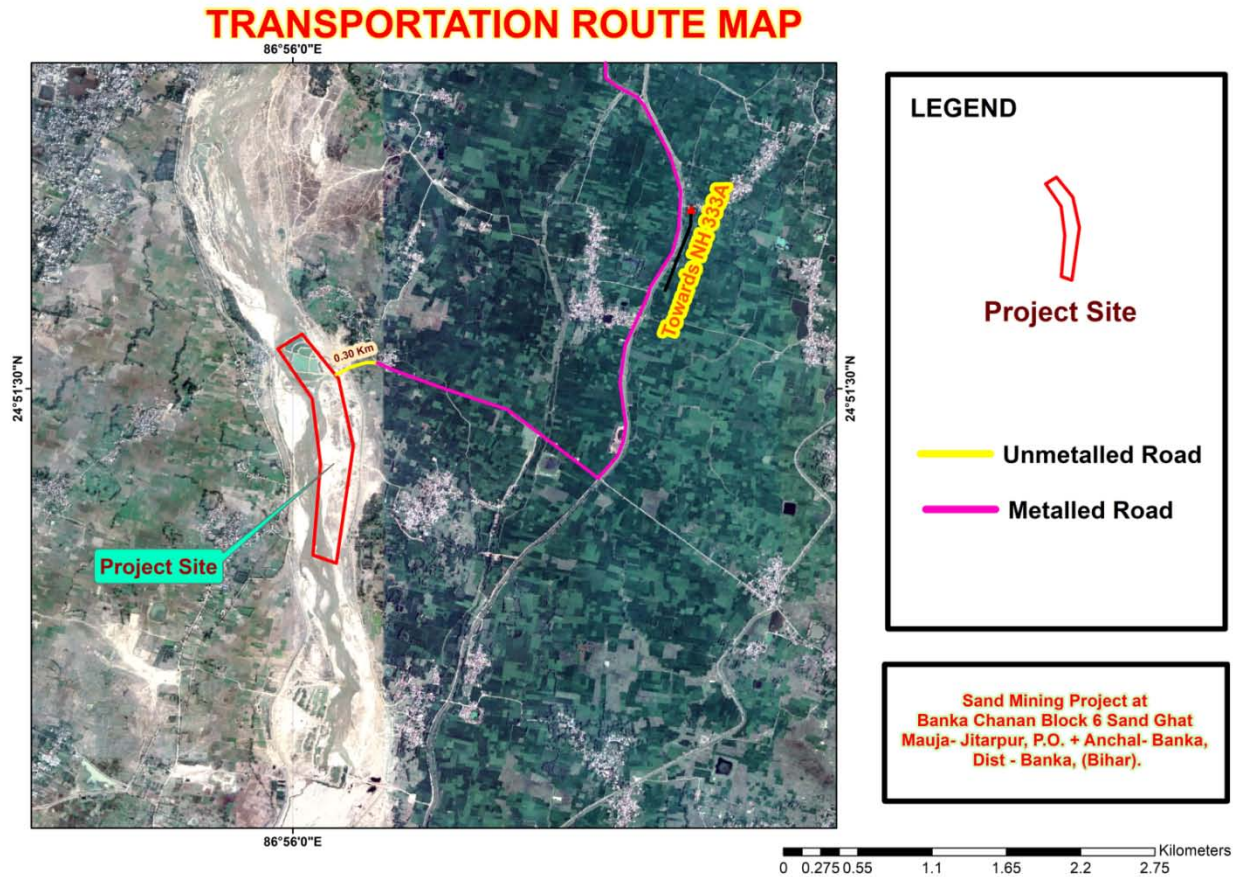 TRANSPORTATION ROUTE MAP
86°56'0"E
24°51'30"N
24°51'30"N
0.30 Km
Towards NH 333A
Project Site
86°56'0"E
LEGEND
Project Site
Unmetalled Road
Metalled Road
Sand Mining Project at
Banka Chanan Block 6 Sand Ghat
Mauja- Jitarpur, P.O. + Anchal- Banka,
Dist - Banka, (Bihar).
Kilometers
0 0.275 0.55 1.1 1.65 2.2 2.75